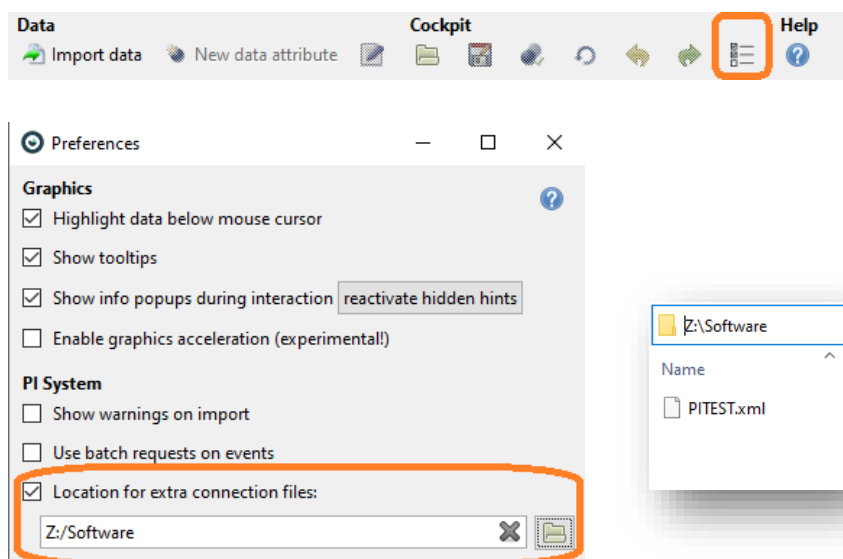 Data Cockpit Help
Import data New data attribute
Preferences
Graphics
Highlight data below mouse cursor
Show tooltips
Show info popups during interaction reactivate hidden hints
Enable graphics acceleration (experimental!)
PI System
Show warnings on import
Use batch requests on events
Location for extra connection files:
Z:/Software
Z:\Software
Name
PITEST.xml